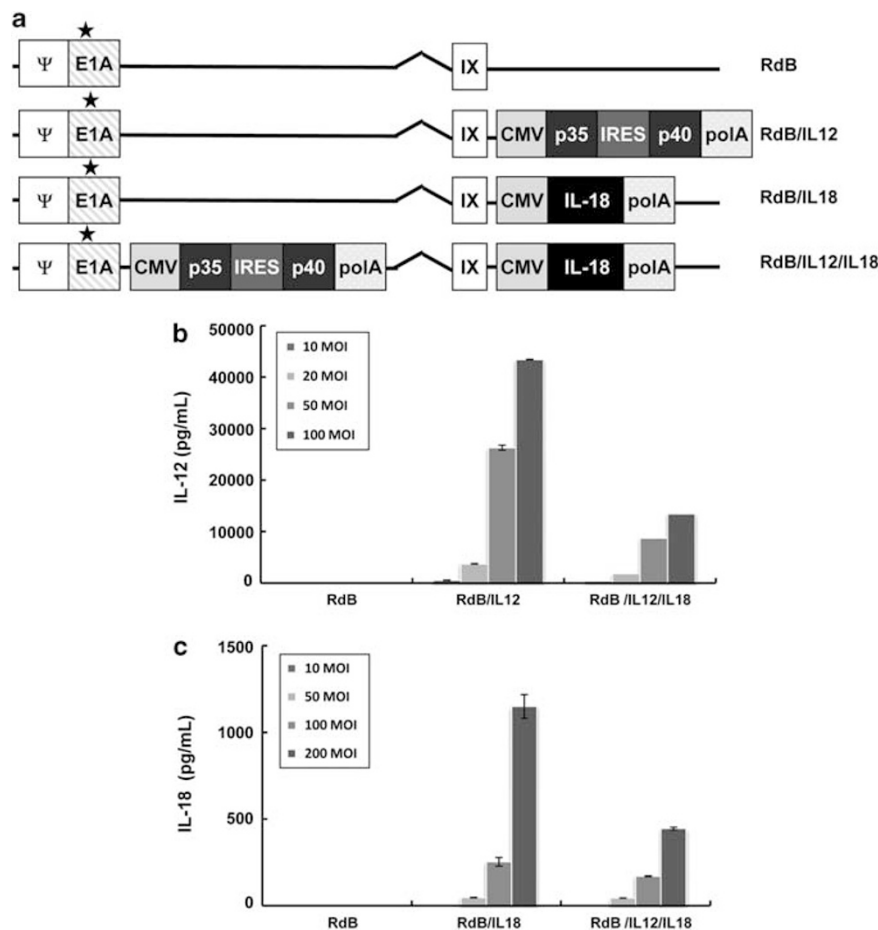 a
★
Ψ E1A IX RdB
★
Ψ E1A IX CMV p35 IRES p40 polA RdB/IL12
★
Ψ E1A IX CMV IL-18 polA RdB/IL18
★
Ψ E1A CMV p35 IRES p40 polA IX CMV IL-18 polA RdB/IL12/IL18
b
IL-12 (pg/mL)
50000
40000
30000
20000
10000
0
10 MOI
20 MOI
50 MOI
100 MOI
RdB RdB/IL12 RdB /IL12/IL18
c
IL-18 (pg/mL)
1500
1000
500
0
10 MOI
50 MOI
100 MOI
200 MOI
RdB RdB/IL18 RdB /IL12/IL18